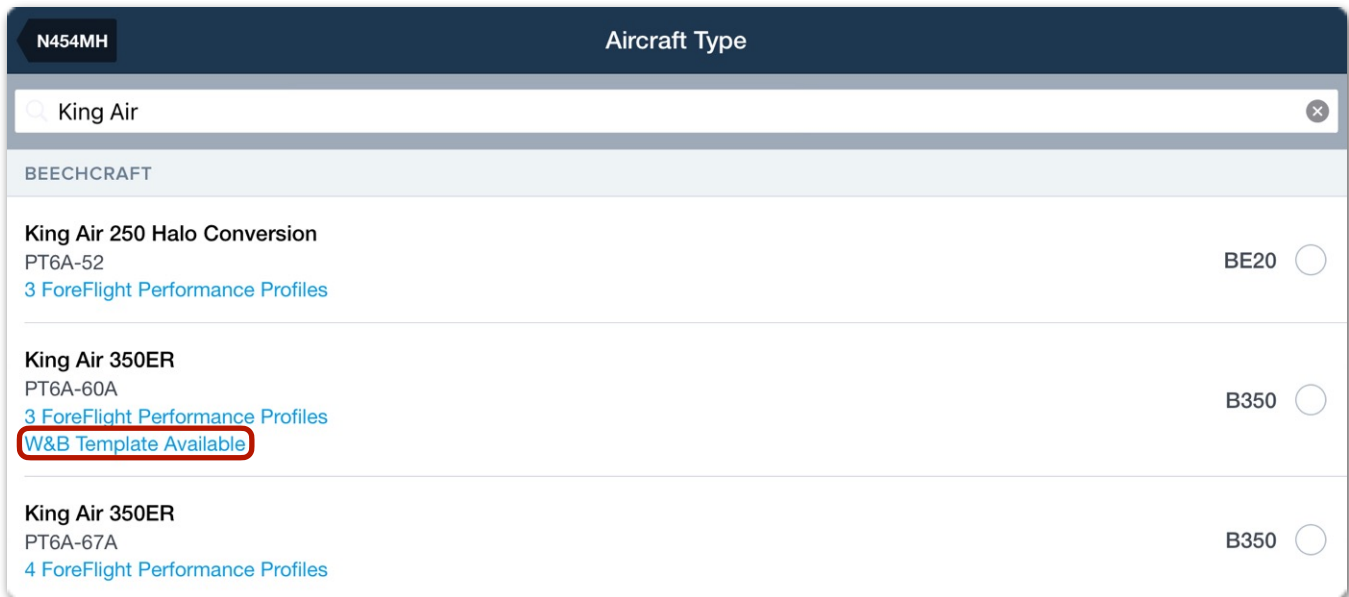 N454MH
Aircraft Type
King Air
BEECHCRAFT
King Air 250 Halo Conversion
PT6A-52
3 ForeFlight Performance Profiles
BE20
King Air 350ER
PT6A-60A
3 ForeFlight Performance Profiles
W&B Template Available
B350
King Air 350ER
PT6A-67A
4 ForeFlight Performance Profiles
B350